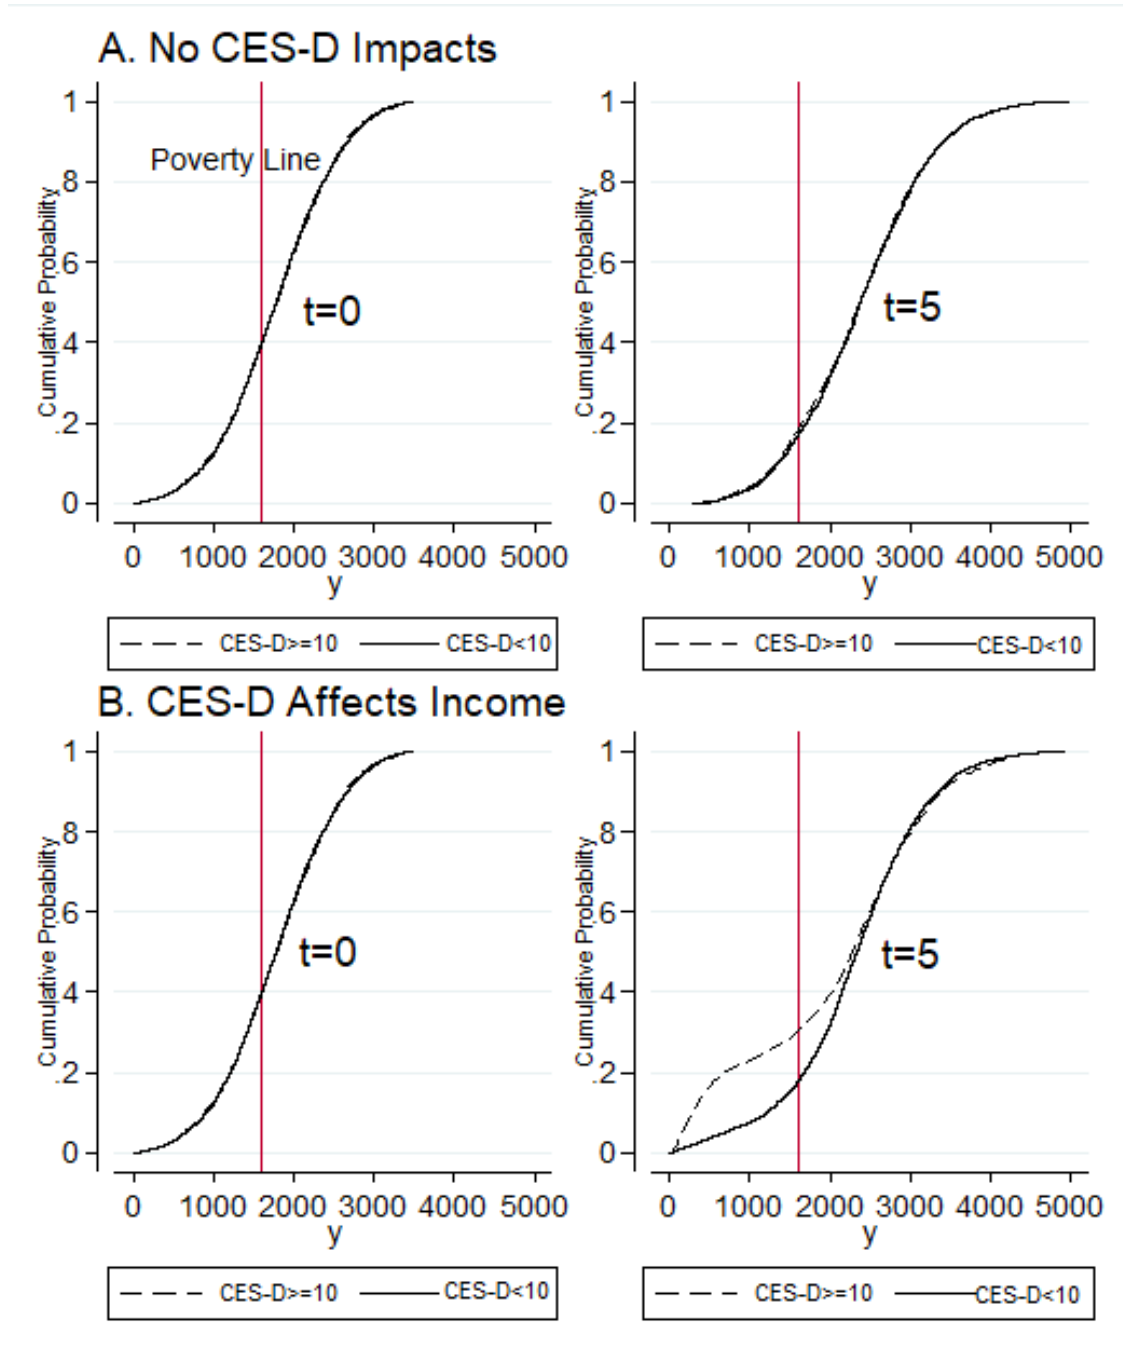 A. No CES-D Impacts
1
.8
.6
.4
.2
0
Cumulative Probability
Poverty Line
t=0
0 1000 2000 3000 4000 5000
y
CES-D>=10 CES-D<10
1
.8
.6
.4
.2
0
Cumulative Probability
t=5
0 1000 2000 3000 4000 5000
y
CES-D>=10 CES-D<10
B. CES-D Affects Income
1
.8
.6
.4
.2
0
Cumulative Probability
t=0
0 1000 2000 3000 4000 5000
y
CES-D>=10 CES-D<10
1
.8
.6
.4
.2
0
Cumulative Probability
t=5
0 1000 2000 3000 4000 5000
y
CES-D>=10 CES-D<10